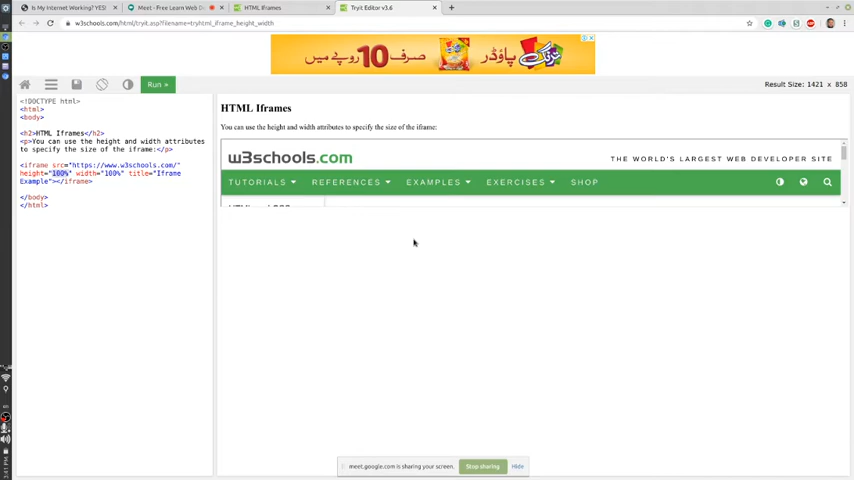 Is My Internet Working? YES!
Meet - Free Learn Web De
HTML Iframes
Tryit Editor v3.6
w3schools.com/html/tryit.asp?filename=tryhtml_iframe_height_width
صرف 10 روپے میں
پاؤڈر
Run »
Result Size: 1421 x 858
<!DOCTYPE html>
<html>
<body>
<h2>HTML Iframes</h2>
<p>You can use the height and width attributes
to specify the size of the iframe:</p>
<iframe src="https://www.w3schools.com/"
height="100%" width="100%" title="Iframe
Example"></iframe>
</body>
</html>
HTML Iframes
You can use the height and width attributes to specify the size of the iframe:
w3schools.com
THE WORLD'S LARGEST WEB DEVELOPER SITE
TUTORIALS REFERENCES EXAMPLES EXERCISES SHOP
meet.google.com is sharing your screen.
Stop sharing
Hide
3:41 PM